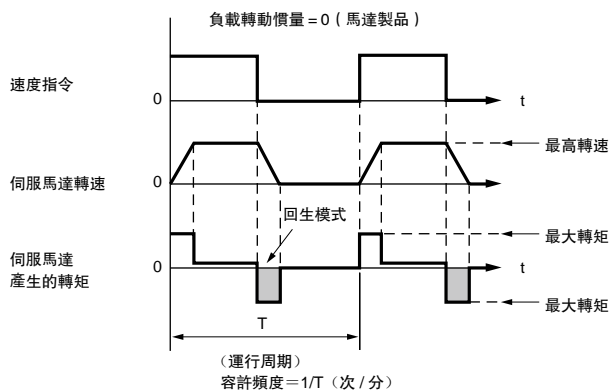 負載轉動慣量=0(馬達製品)
速度指令
0
t
最高轉速
伺服馬達轉速
0
回生模式
最大轉矩
伺服馬達
產生的轉矩
0
t
最大轉矩
T
(運行周期)
容許頻度=1/T(次/分)